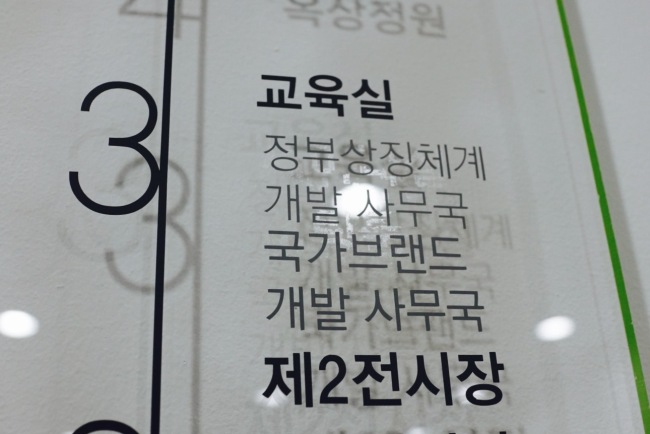 옥상정원
3
교육실
정부상징체계
개발 사무국
국가브랜드
개발 사무국
제2전시장